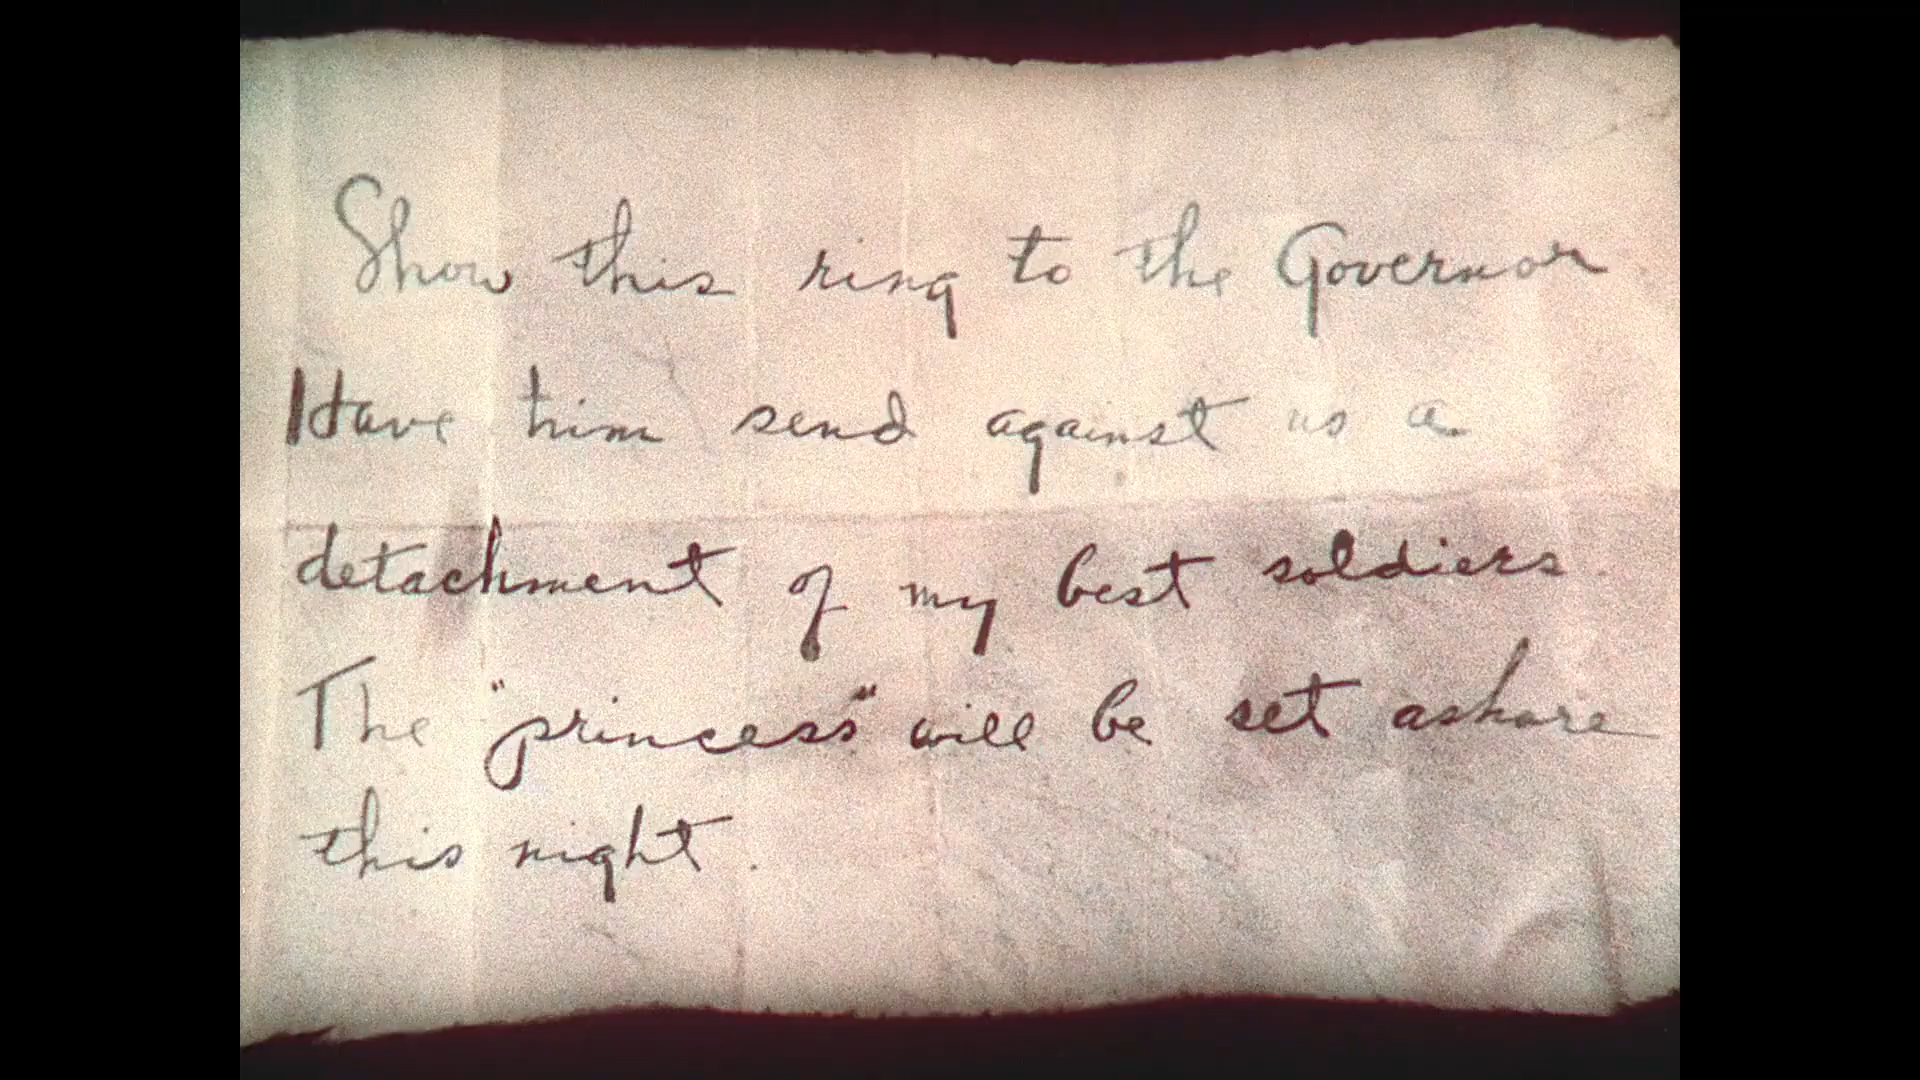 Show this ring to the Governor
Have him send against us a
detachment of my best soldiers.
The "princess" will be set ashore
this night.